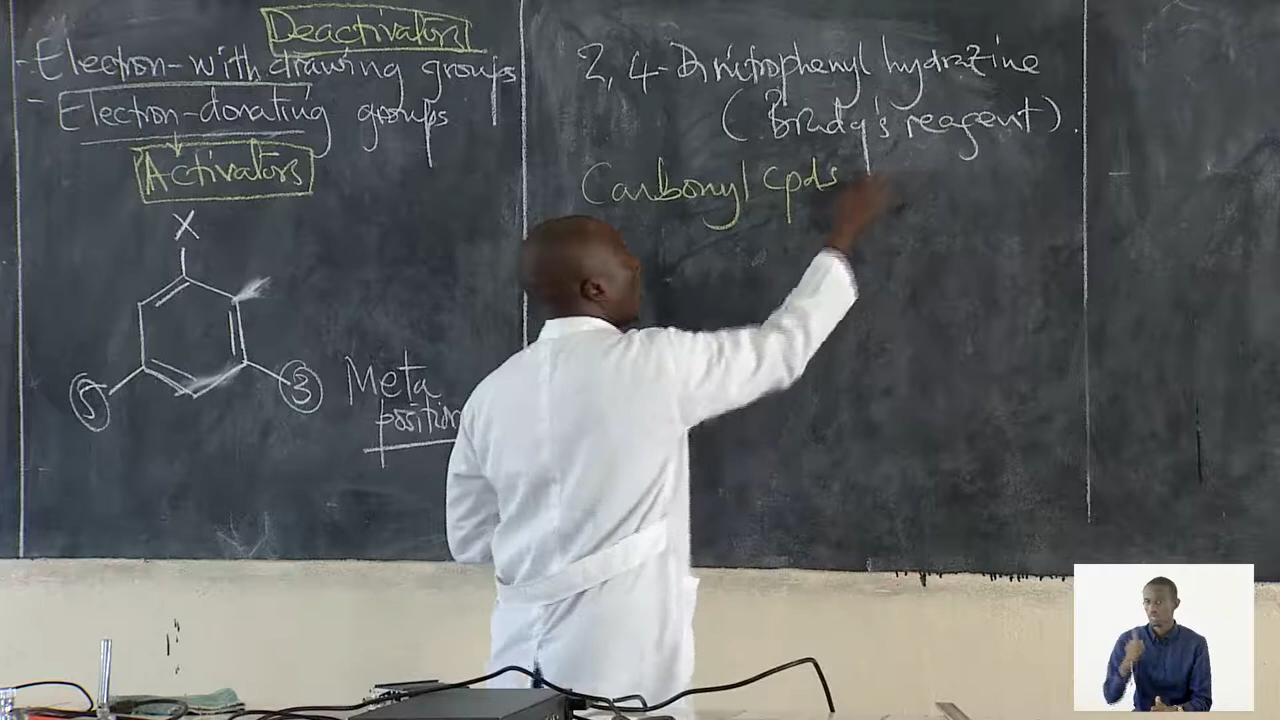 Deactivators
- Electron-withdrawing groups
- Electron-donating groups
Activators
X
5
3
Meta
position
2,4-Dinitrophenyl hydrazine
(Brady's reagent).
Carbonyl cpds